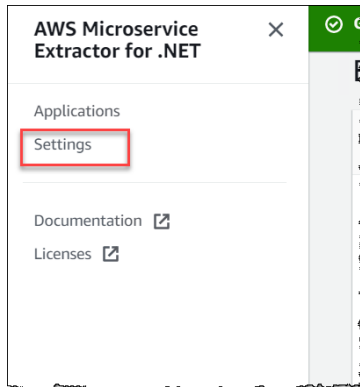 AWS Microservice
Extractor for .NET
Applications
Settings
Documentation
Licenses